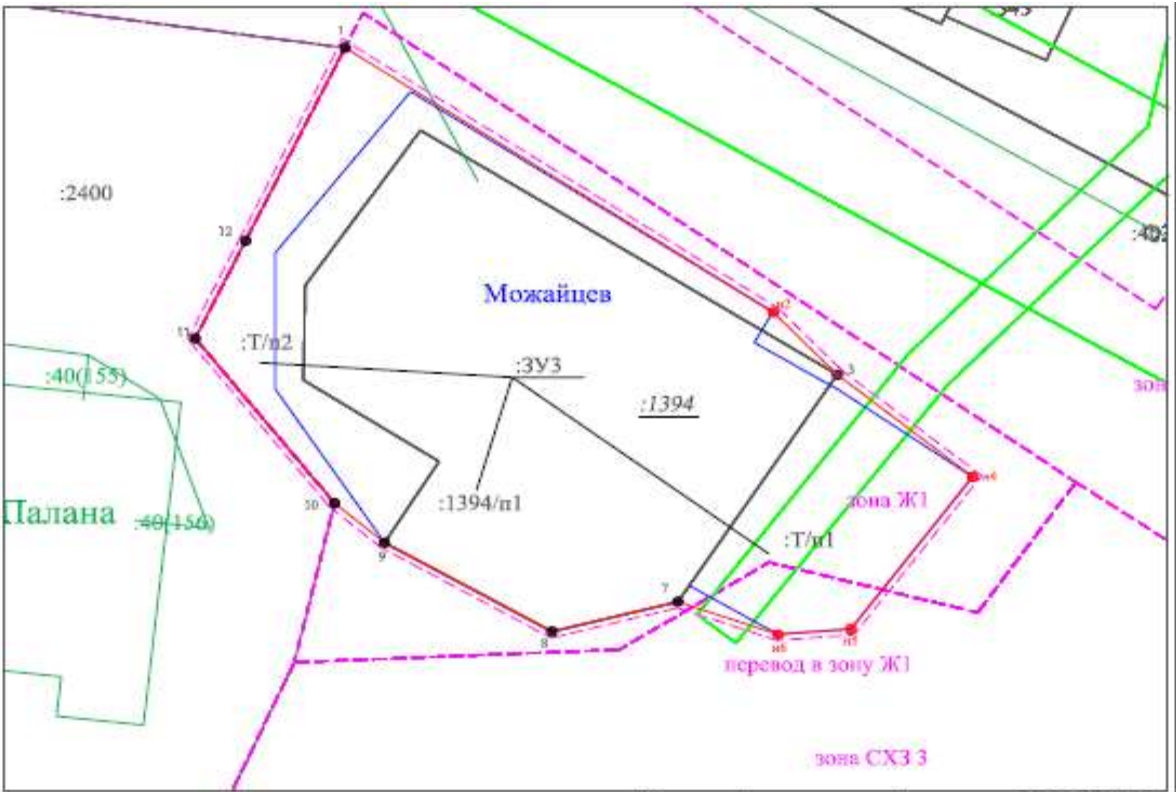 1
:2400
12
Можайцев
н2
11
:Т/п2
:ЗУ3
3
:40(155)
:1394
зон
н4
10
:1394/п1
зона Ж1
Палана
:40(156)
:Т/п1
9
7
8
н6
н5
перевод в зону Ж1
зона СХЗ 3